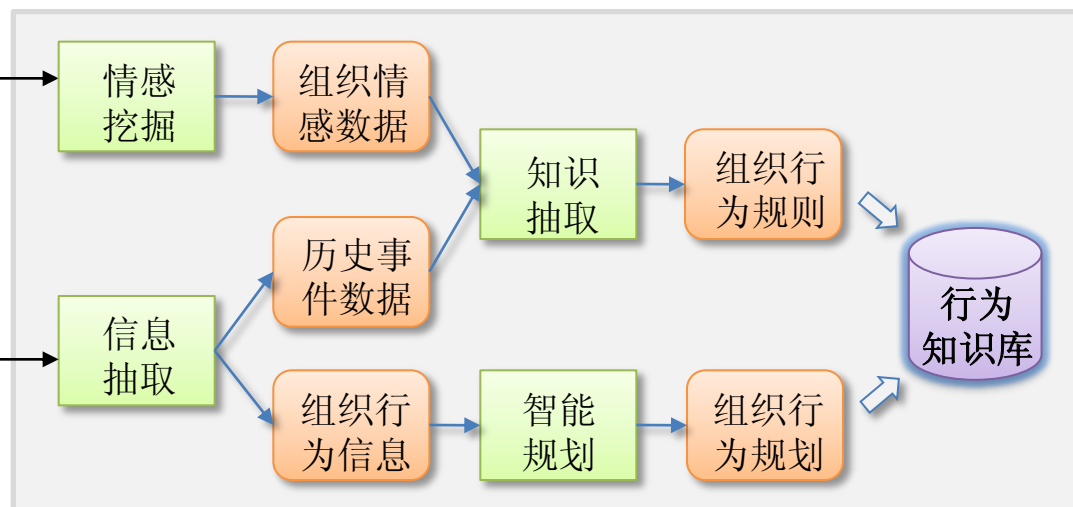 情感
挖掘
组织情
感数据
知识
抽取
组织行
为规则
历史事
件数据
行为
知识库
信息
抽取
组织行
为信息
智能
规划
组织行
为规划